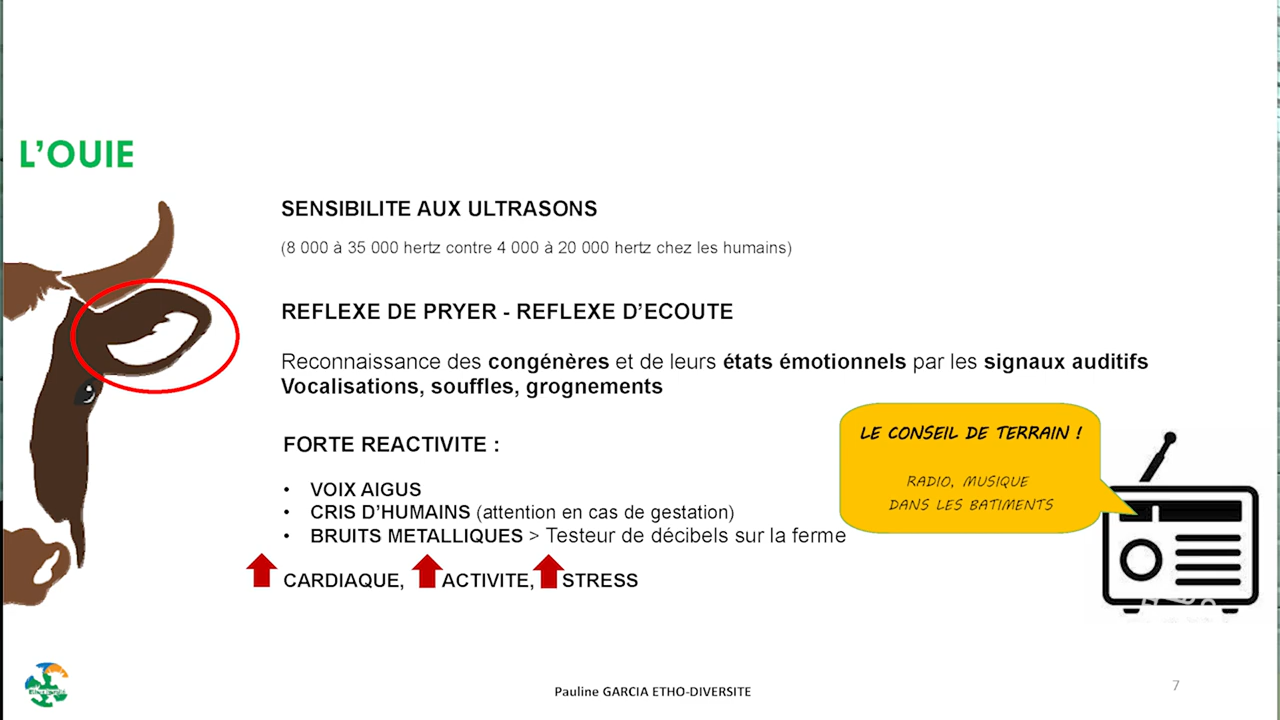 L'OUIE
SENSIBILITE AUX ULTRASONS
(8 000 à 35 000 hertz contre 4 000 à 20 000 hertz chez les humains)
REFLEXE DE PRYER - REFLEXE D'ECOUTE
Reconnaissance des congénères et de leurs états émotionnels par les signaux auditifs
Vocalisations, souffles, grognements
FORTE REACTIVITE :
• VOIX AIGUS
• CRIS D'HUMAINS (attention en cas de gestation)
• BRUITS METALLIQUES > Testeur de décibels sur la ferme
CARDIAQUE, ACTIVITE, STRESS
LE CONSEIL DE TERRAIN !
RADIO, MUSIQUE
DANS LES BATIMENTS
Pauline GARCIA ETHO-DIVERSITE
7